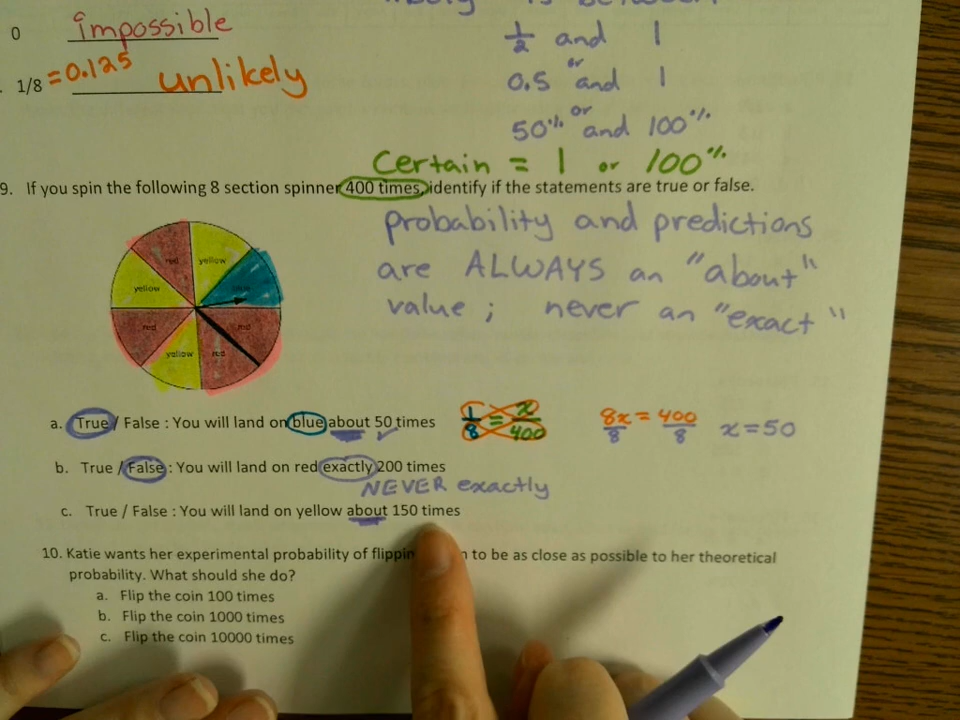 0 impossible
1/8 = 0.125 unlikely
1/2 and 1
or
0.5 and 1
or
50% and 100%
Certain = 1 or 100%
9. If you spin the following 8 section spinner 400 times, identify if the statements are true or false.
probability and predictions
are ALWAYS an "about"
value ; never an "exact"
red
yellow
yellow
red
red
yellow
red
a. True / False : You will land on blue about 50 times
1/8 = x/400
8x/8 = 400/8 x = 50
b. True / False : You will land on red exactly 200 times
NEVER exactly
c. True / False : You will land on yellow about 150 times
10. Katie wants her experimental probability of to be as close as possible to her theoretical
probability. What should she do?
a. Flip the coin 100 times
b. Flip the coin 1000 times
c. Flip the coin 10000 times